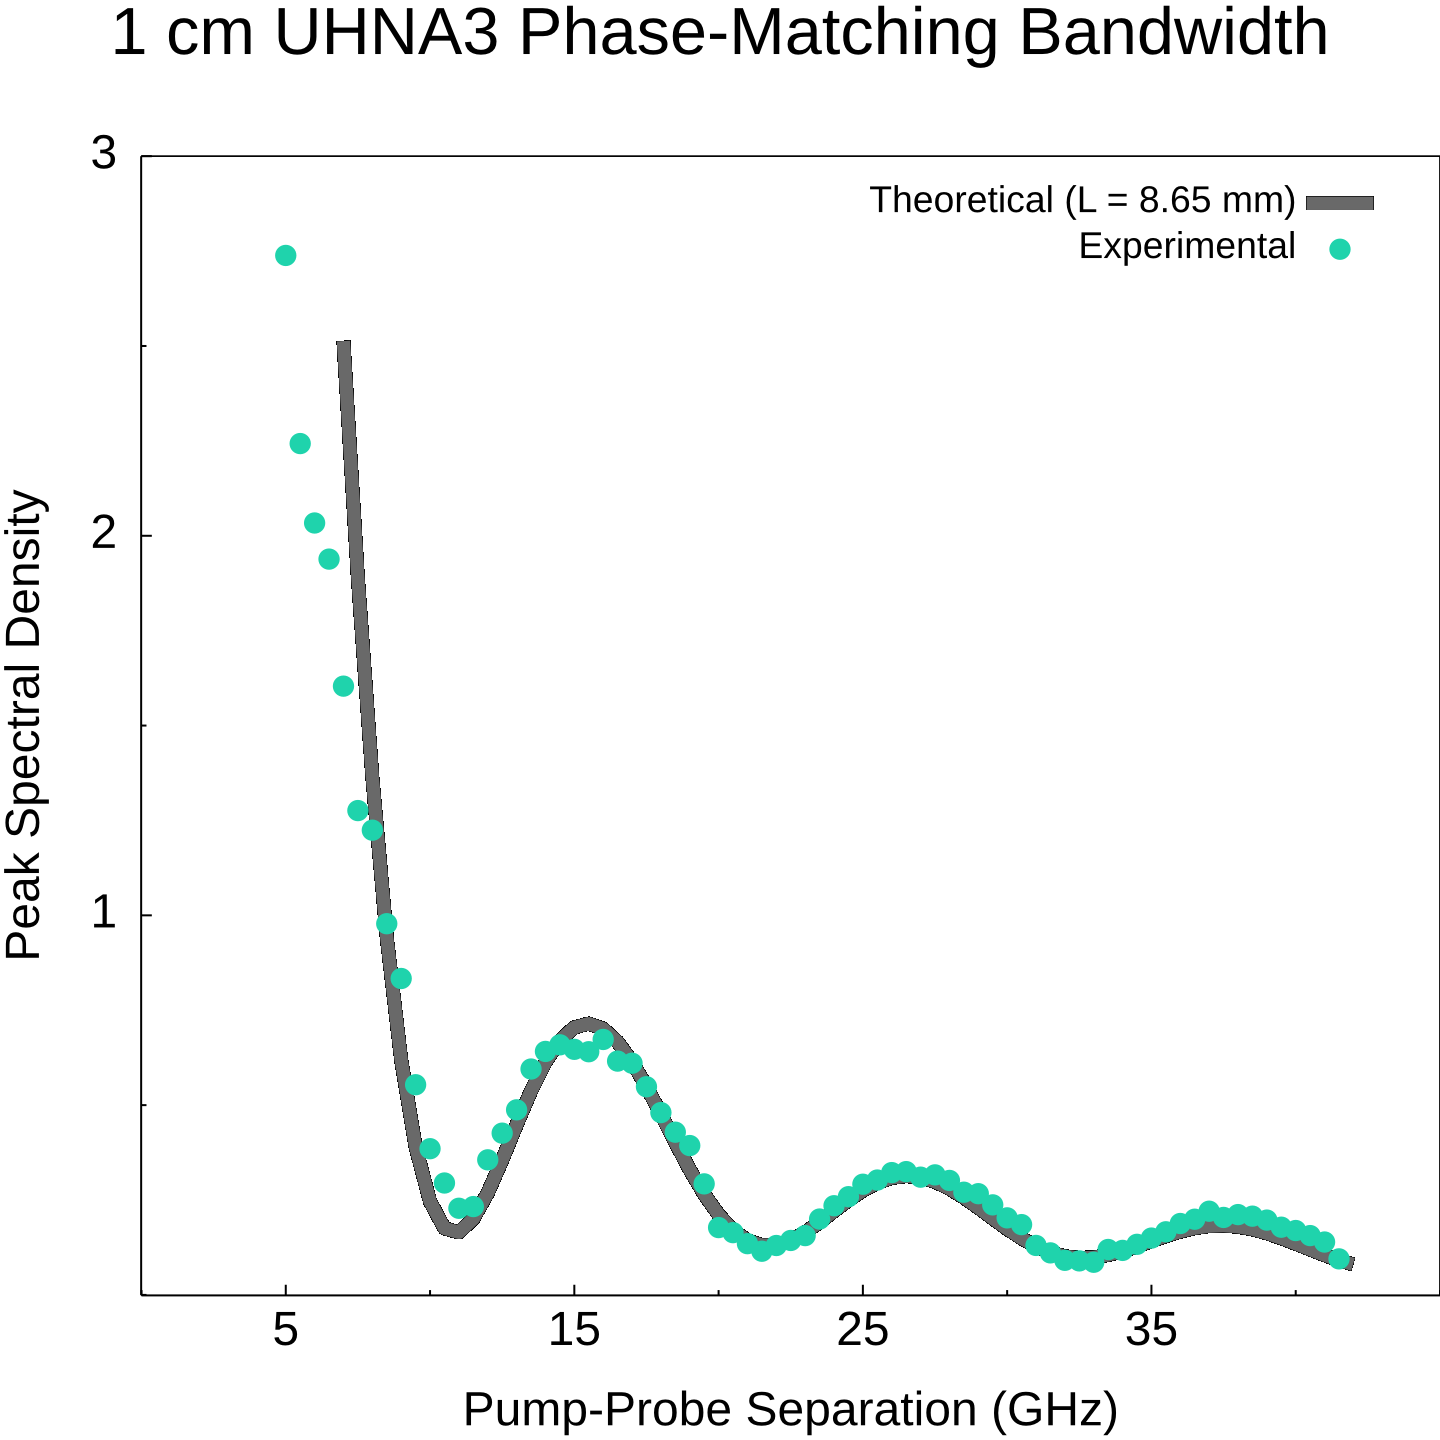 1 cm UHNA3 Phase-Matching Bandwidth
3
Theoretical (L = 8.65 mm)
Experimental
2
Peak Spectral Density
1
5 15 25 35
Pump-Probe Separation (GHz)